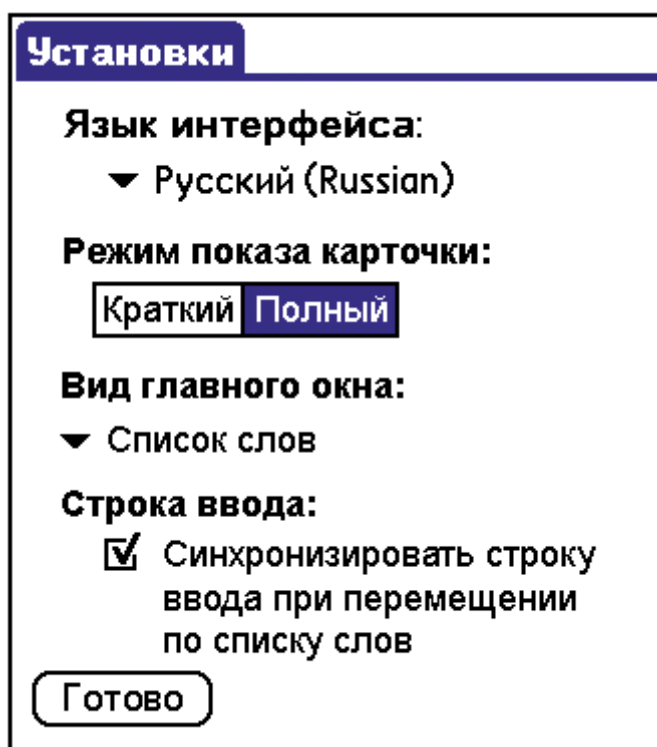 Установки
Язык интерфейса:
Русский (Russian)
Режим показа карточки:
Краткий Полный
Вид главного окна:
Список слов
Строка ввода:
Синхронизировать строку
ввода при перемещении
по списку слов
Готово